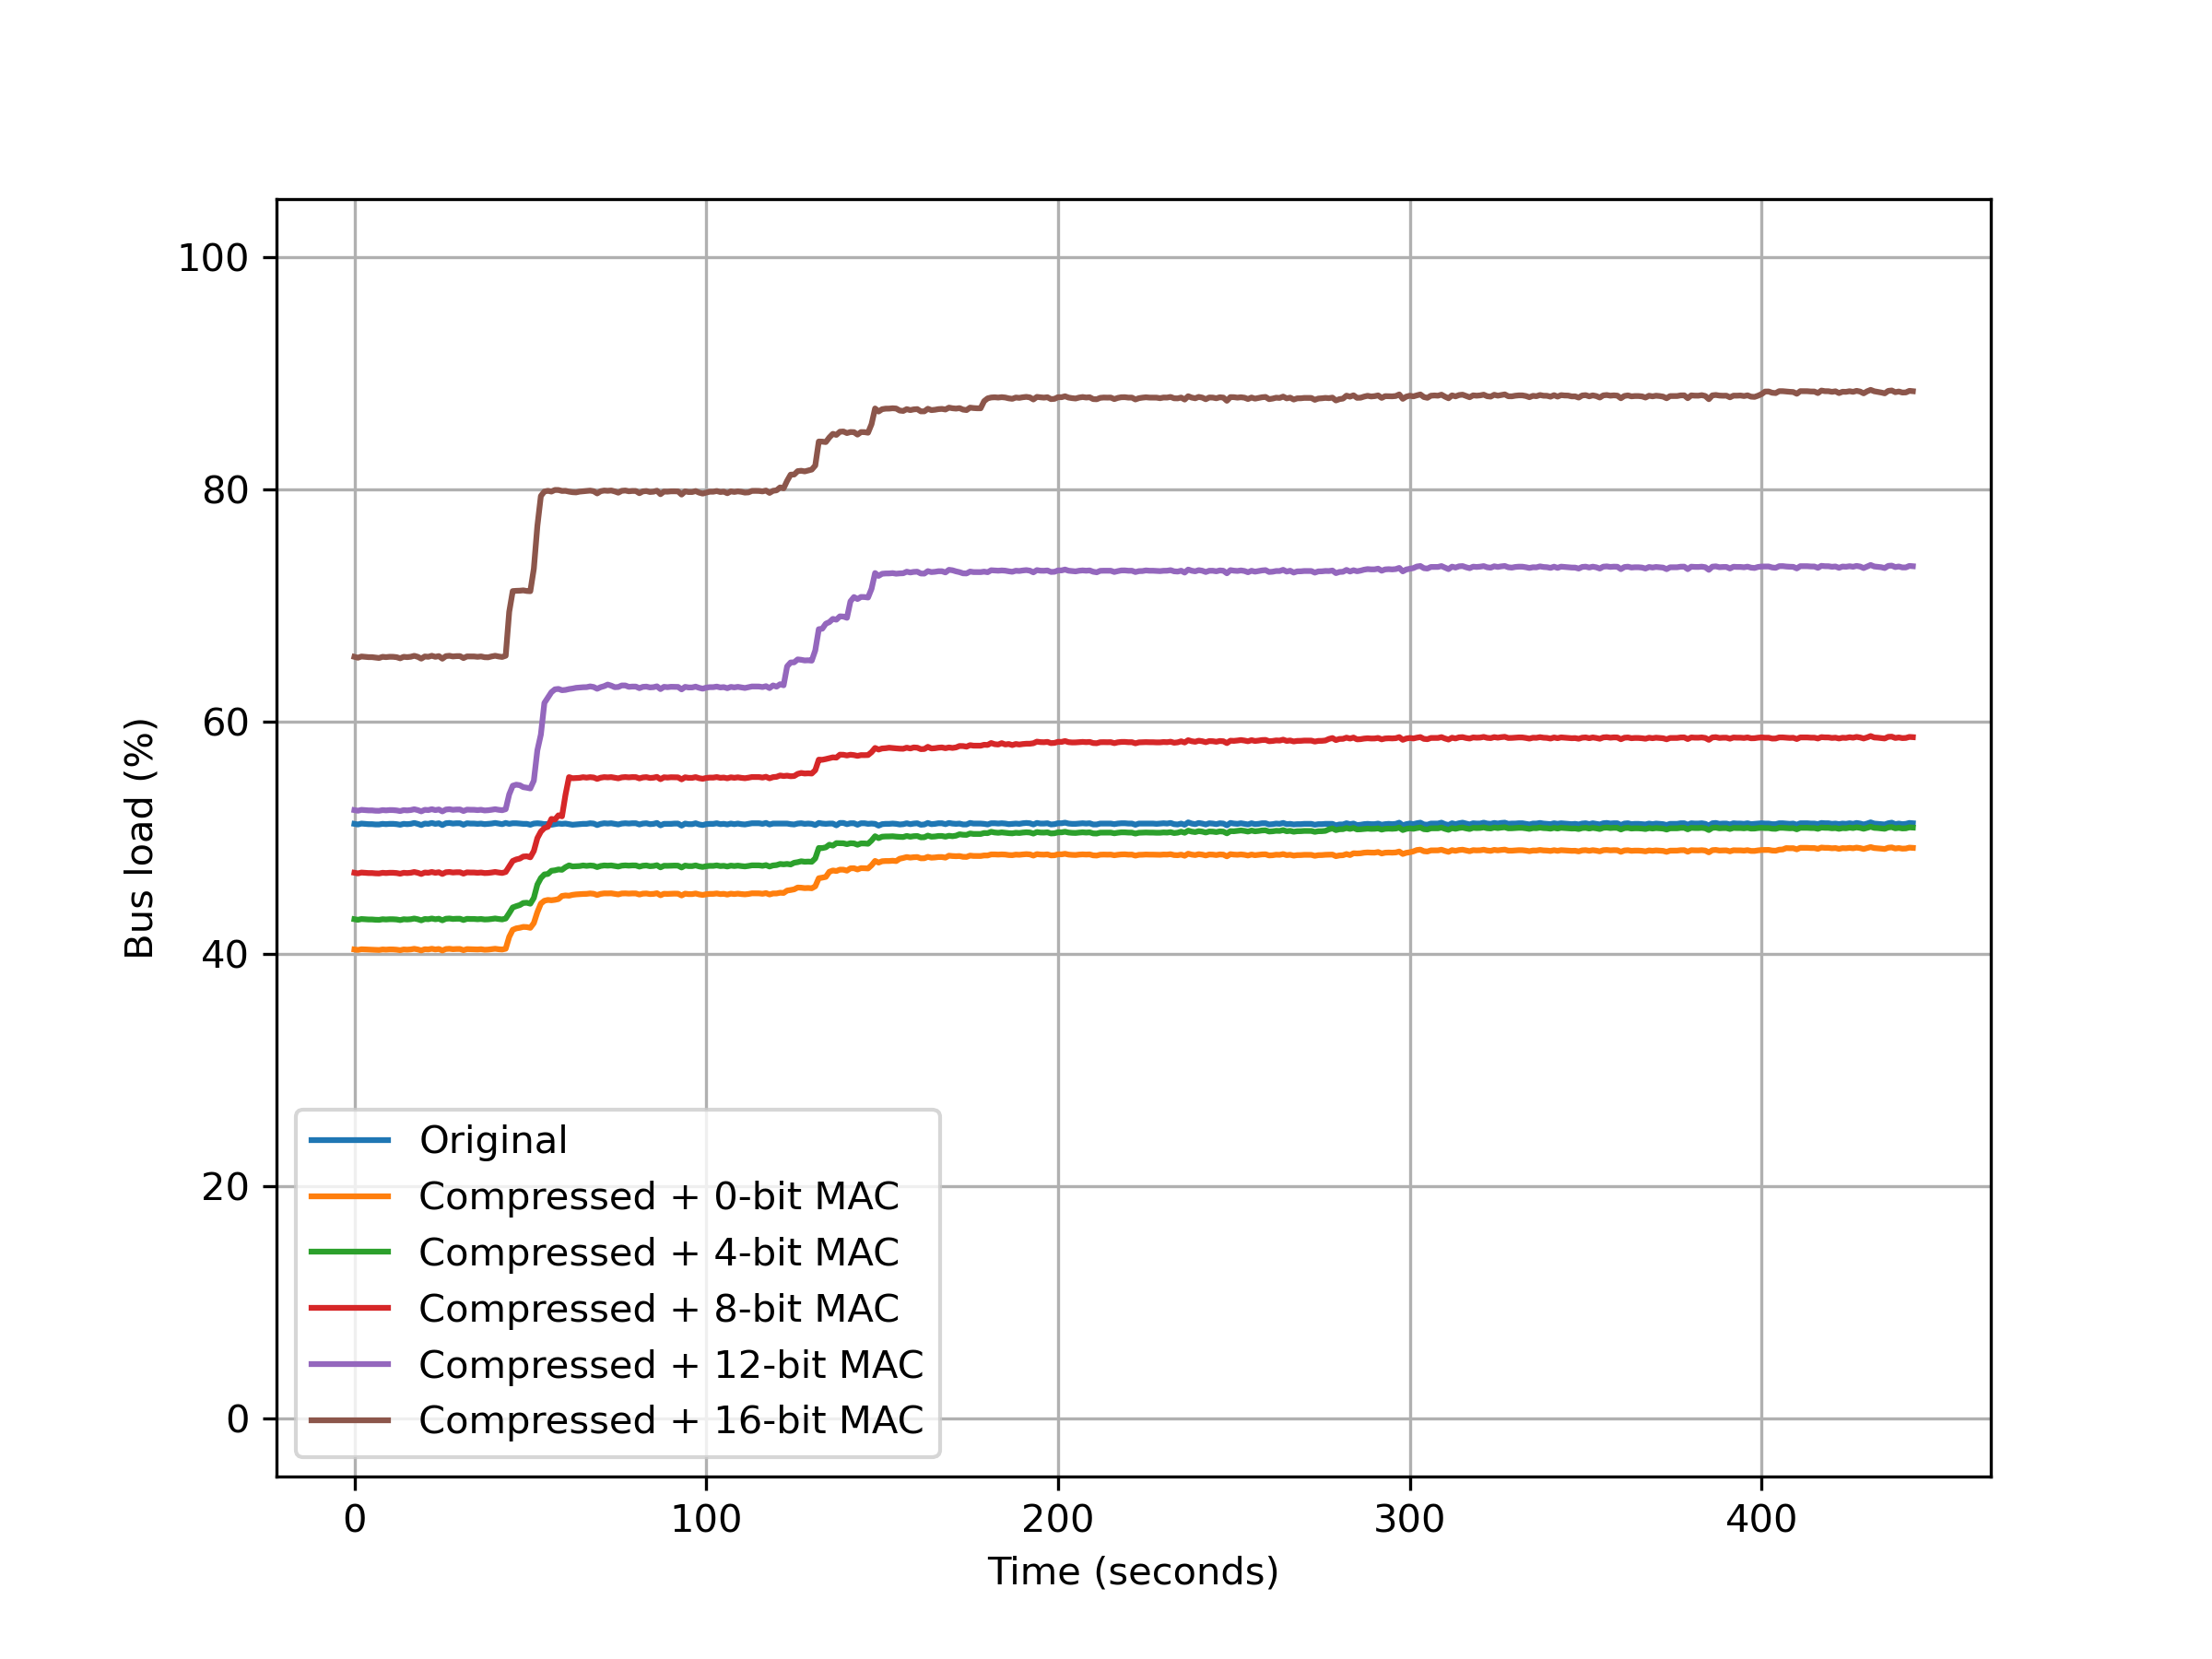 100
80
60
40
20
0
Bus load (%)
Original
Compressed + 0-bit MAC
Compressed + 4-bit MAC
Compressed + 8-bit MAC
Compressed + 12-bit MAC
Compressed + 16-bit MAC
0 100 200 300 400
Time (seconds)